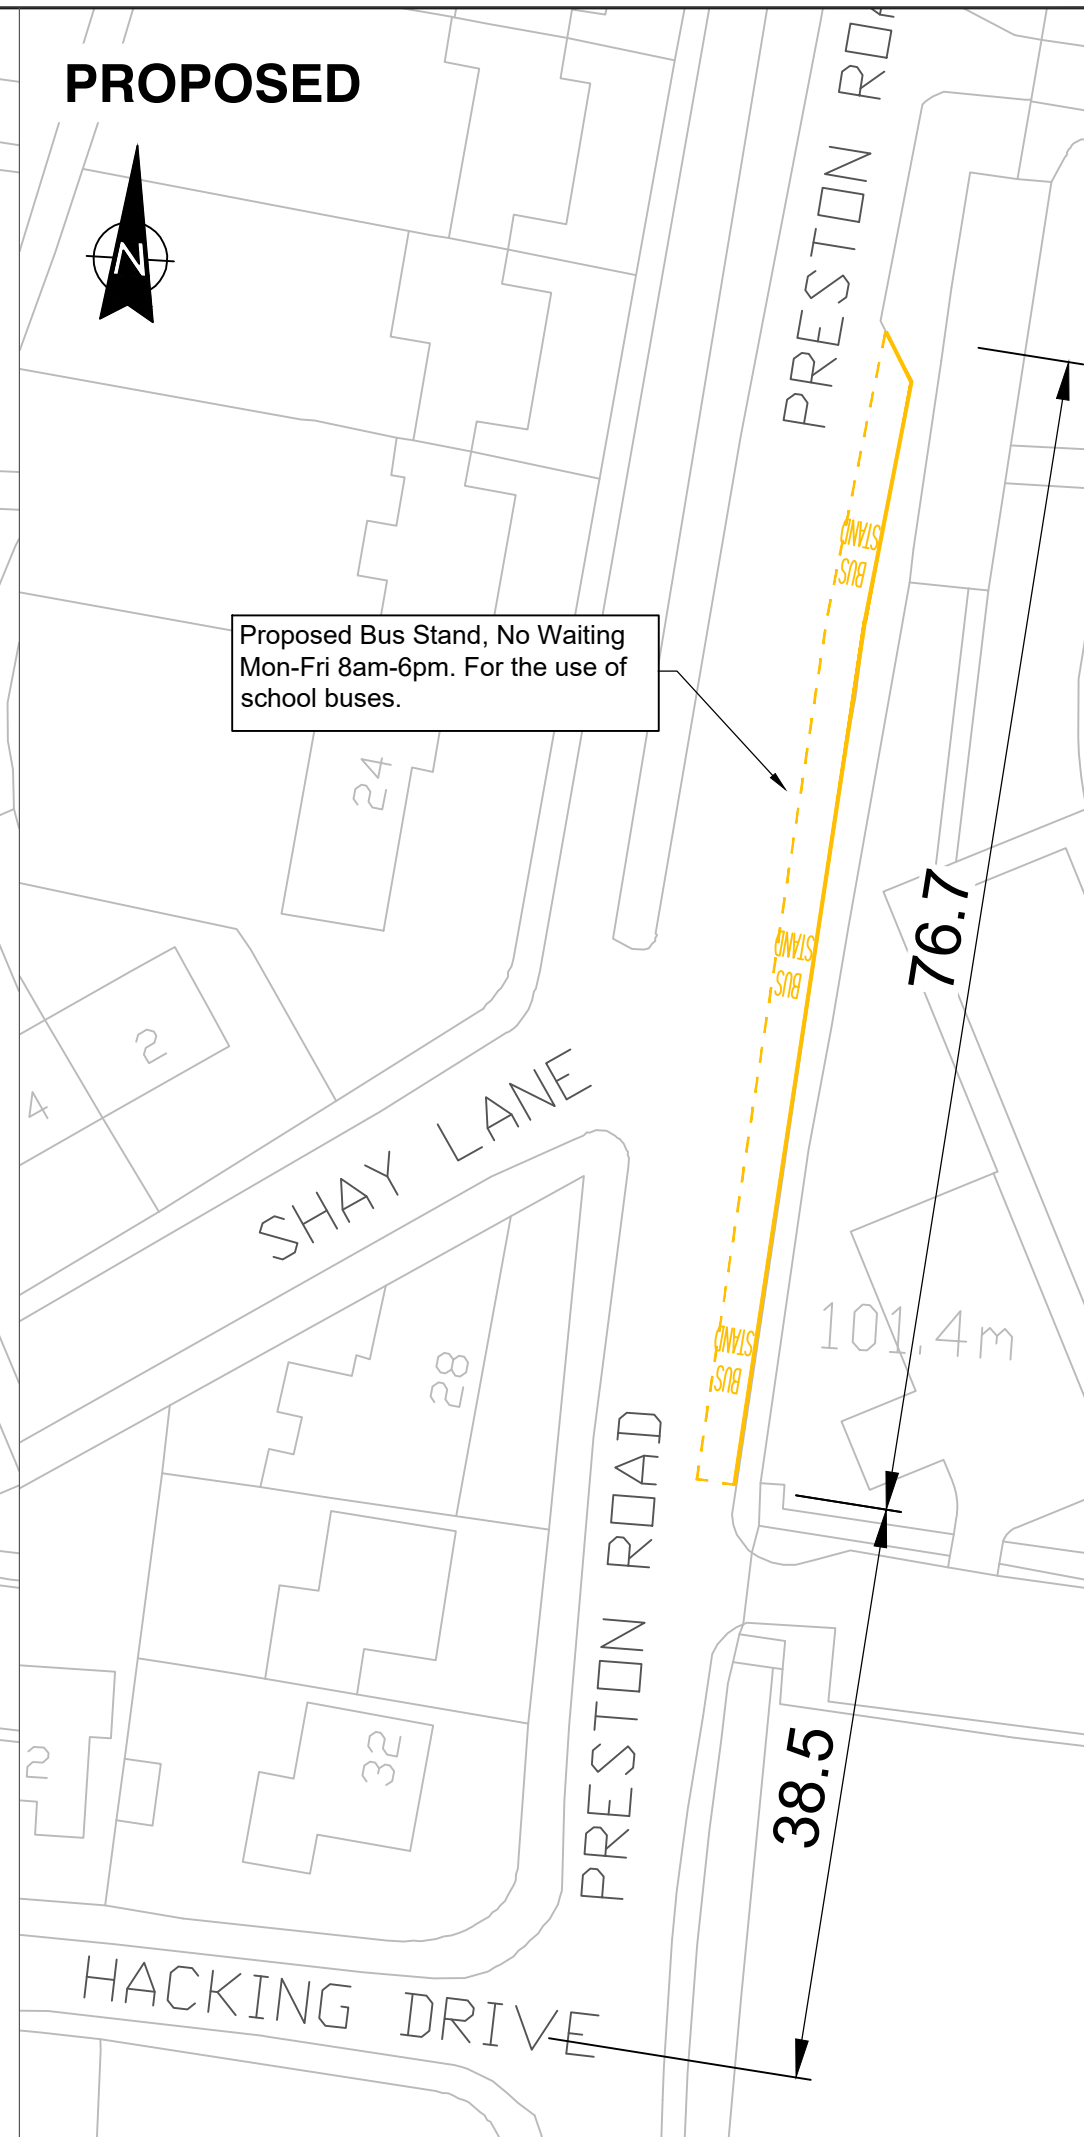 PROPOSED
N
PRESTON
Proposed Bus Stand, No Waiting
Mon-Fri 8am-6pm. For the use of
school buses.
STAND
BUS
24
76.7
STAND
BUS
2
4
SHAY LANE
101.4m
STAND
BUS
28
PRESTON ROAD
38.5
32
2
HACKING DRIVE